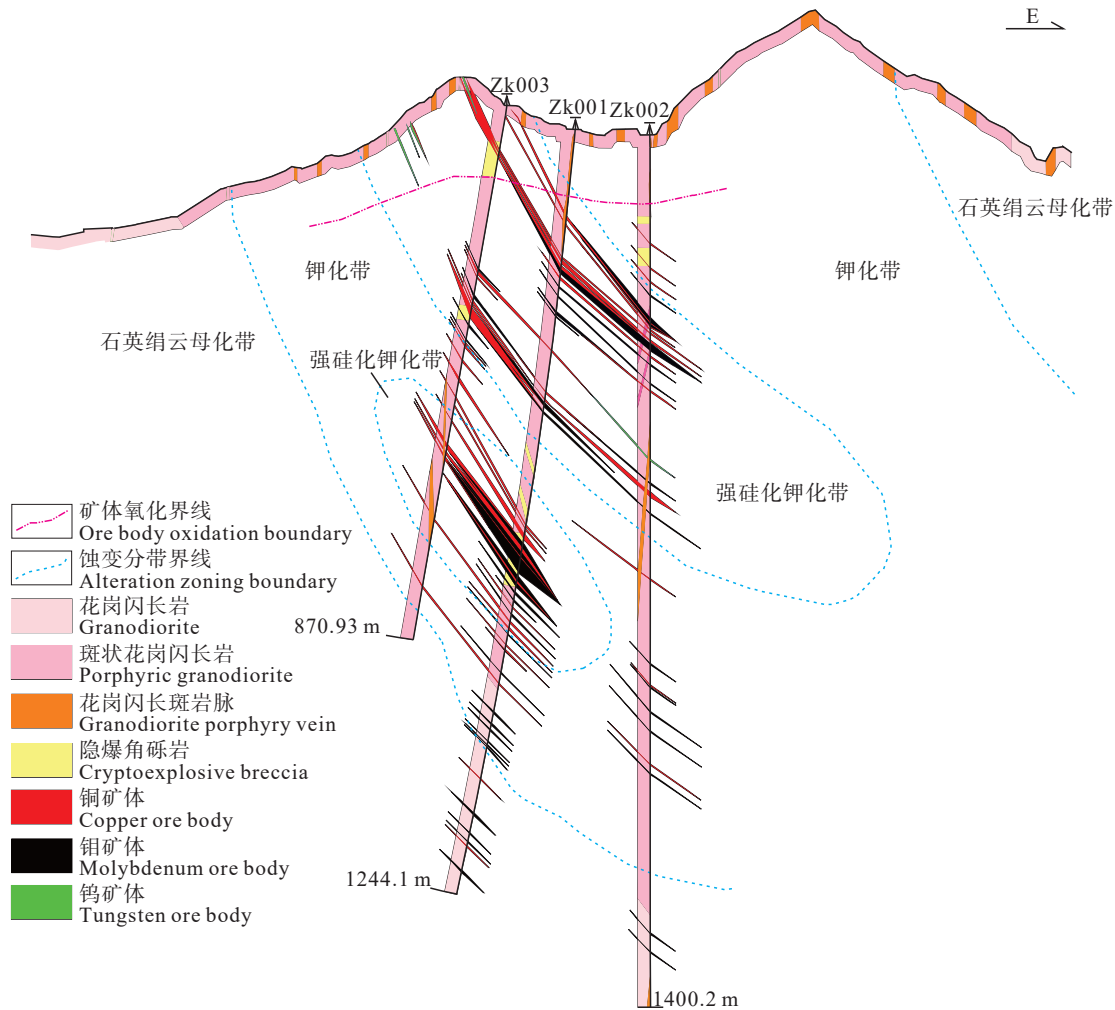 E
Zk003
Zk001
Zk002
石英绢云母化带
钾化带
钾化带
石英绢云母化带
强硅化钾化带
强硅化钾化带
矿体氧化界线
Ore body oxidation boundary
蚀变分带界线
Alteration zoning boundary
花岗闪长岩
Granodiorite
斑状花岗闪长岩
Porphyric granodiorite
花岗闪长斑岩脉
Granodiorite porphyry vein
隐爆角砾岩
Cryptoexplosive breccia
铜矿体
Copper ore body
钼矿体
Molybdenum ore body
钨矿体
Tungsten ore body
870.93 m
1244.1 m
1400.2 m